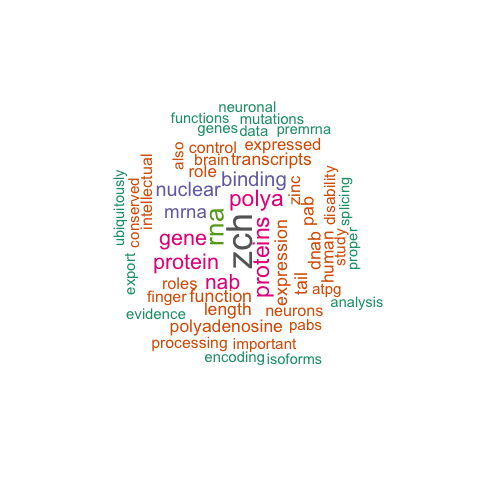 neuronal
functions mutations
genes data premrna
also control expressed
brain transcripts
role
intellectual
conserved
ubiquitously
nuclear binding
zinc
disability
splicing
mrna rna polya
pab
gene zch proteins
expression
dnab
human
study
proper
protein
export
nab
tail
roles
atpg
finger function
analysis
length neurons
evidence
polyadenosine pabs
processing important
encoding isoforms